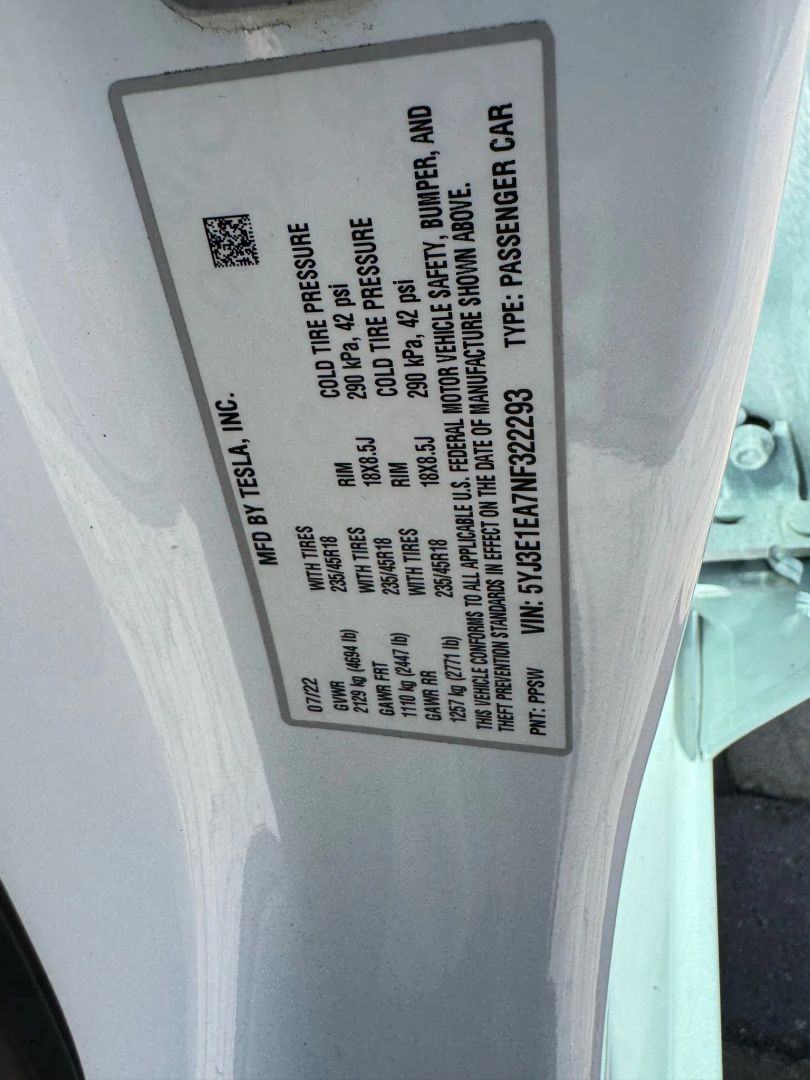 MFD BY TESLA, INC.
07/22 WITH TIRES RIM COLD TIRE PRESSURE
GVWR 235/45R18 18X8.5J 290 kPa, 42 psi
2129 kg (4694 lb)
GAWR FRT WITH TIRES RIM COLD TIRE PRESSURE
1110 kg (2447 lb) 235/45R18 18X8.5J 290 kPa, 42 psi
GAWR RR WITH TIRES
1257 kg (2771 lb) 235/45R18
THIS VEHICLE CONFORMS TO ALL APPLICABLE U.S. FEDERAL MOTOR VEHICLE SAFETY, BUMPER, AND
THEFT PREVENTION STANDARDS IN EFFECT ON THE DATE OF MANUFACTURE SHOWN ABOVE.
PNT: PPSW VIN: 5YJ3E1EA7NF322293 TYPE: PASSENGER CAR